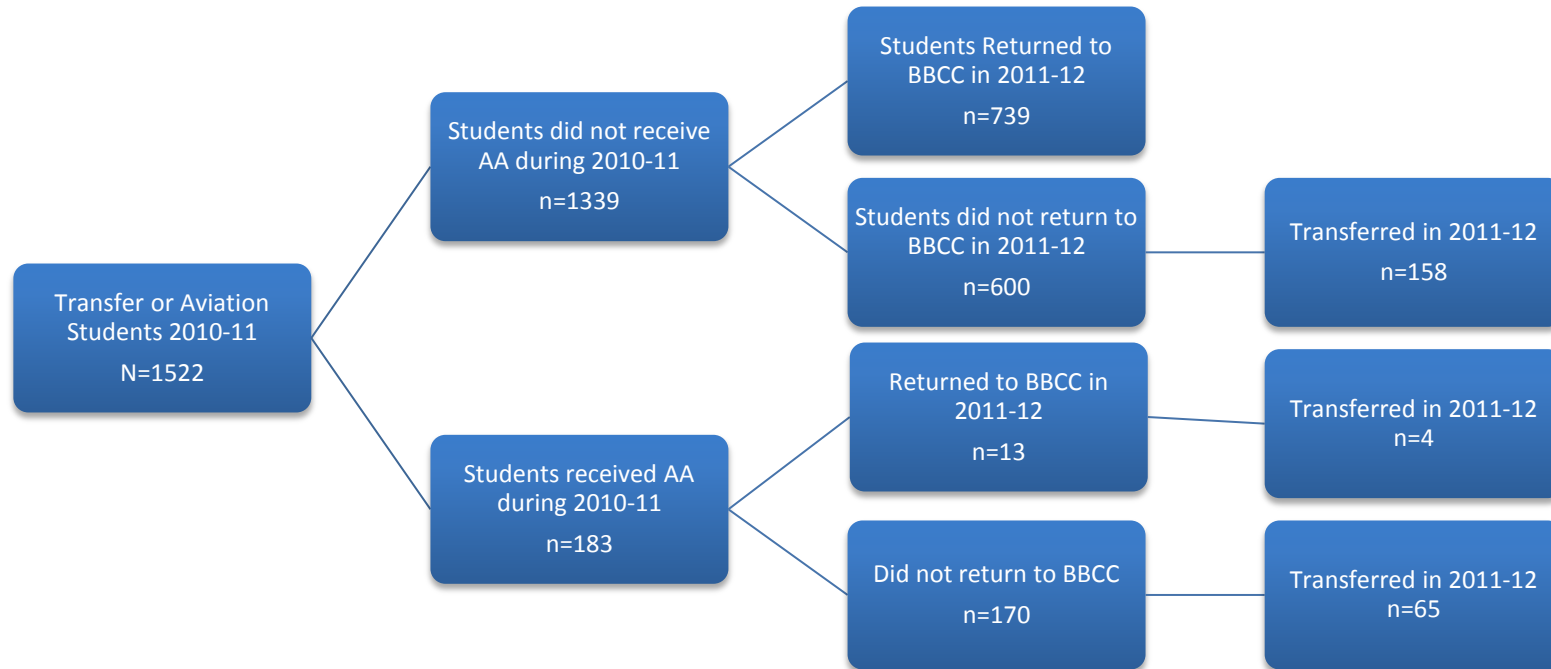 Transfer or Aviation
Students 2010-11
N=1522
Students did not receive
AA during 2010-11
n=1339
Students Returned to
BBCC in 2011-12
n=739
Students did not return to
BBCC in 2011-12
n=600
Transferred in 2011-12
n=158
Students received AA
during 2010-11
n=183
Returned to BBCC in
2011-12
n=13
Transferred in 2011-12
n=4
Did not return to BBCC
n=170
Transferred in 2011-12
n=65